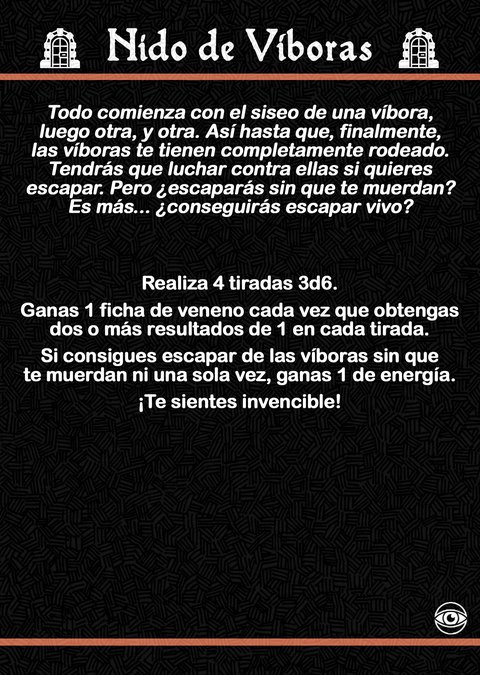 Nido de Víboras
Todo comienza con el siseo de una víbora,
luego otra, y otra. Así hasta que, finalmente,
las víboras te tienen completamente rodeado.
Tendrás que luchar contra ellas si quieres
escapar. Pero ¿escaparás sin que te muerdan?
Es más... ¿conseguirás escapar vivo?
Realiza 4 tiradas 3d6.
Ganas 1 ficha de veneno cada vez que obtengas
dos o más resultados de 1 en cada tirada.
Si consigues escapar de las víboras sin que
te muerdan ni una sola vez, ganas 1 de energía.
¡Te sientes invencible!